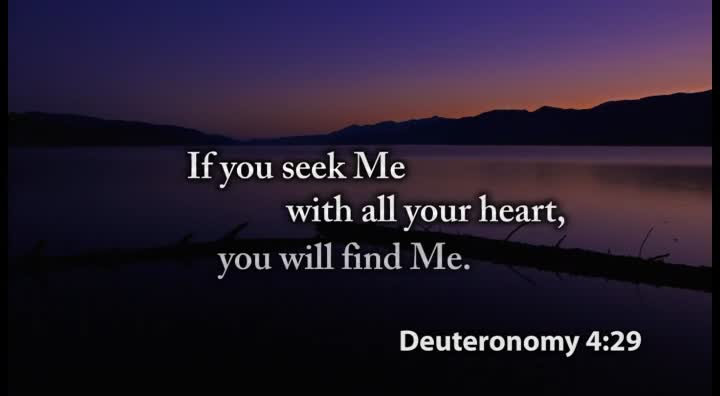 If you seek Me
with all your heart,
you will find Me.
Deuteronomy 4:29